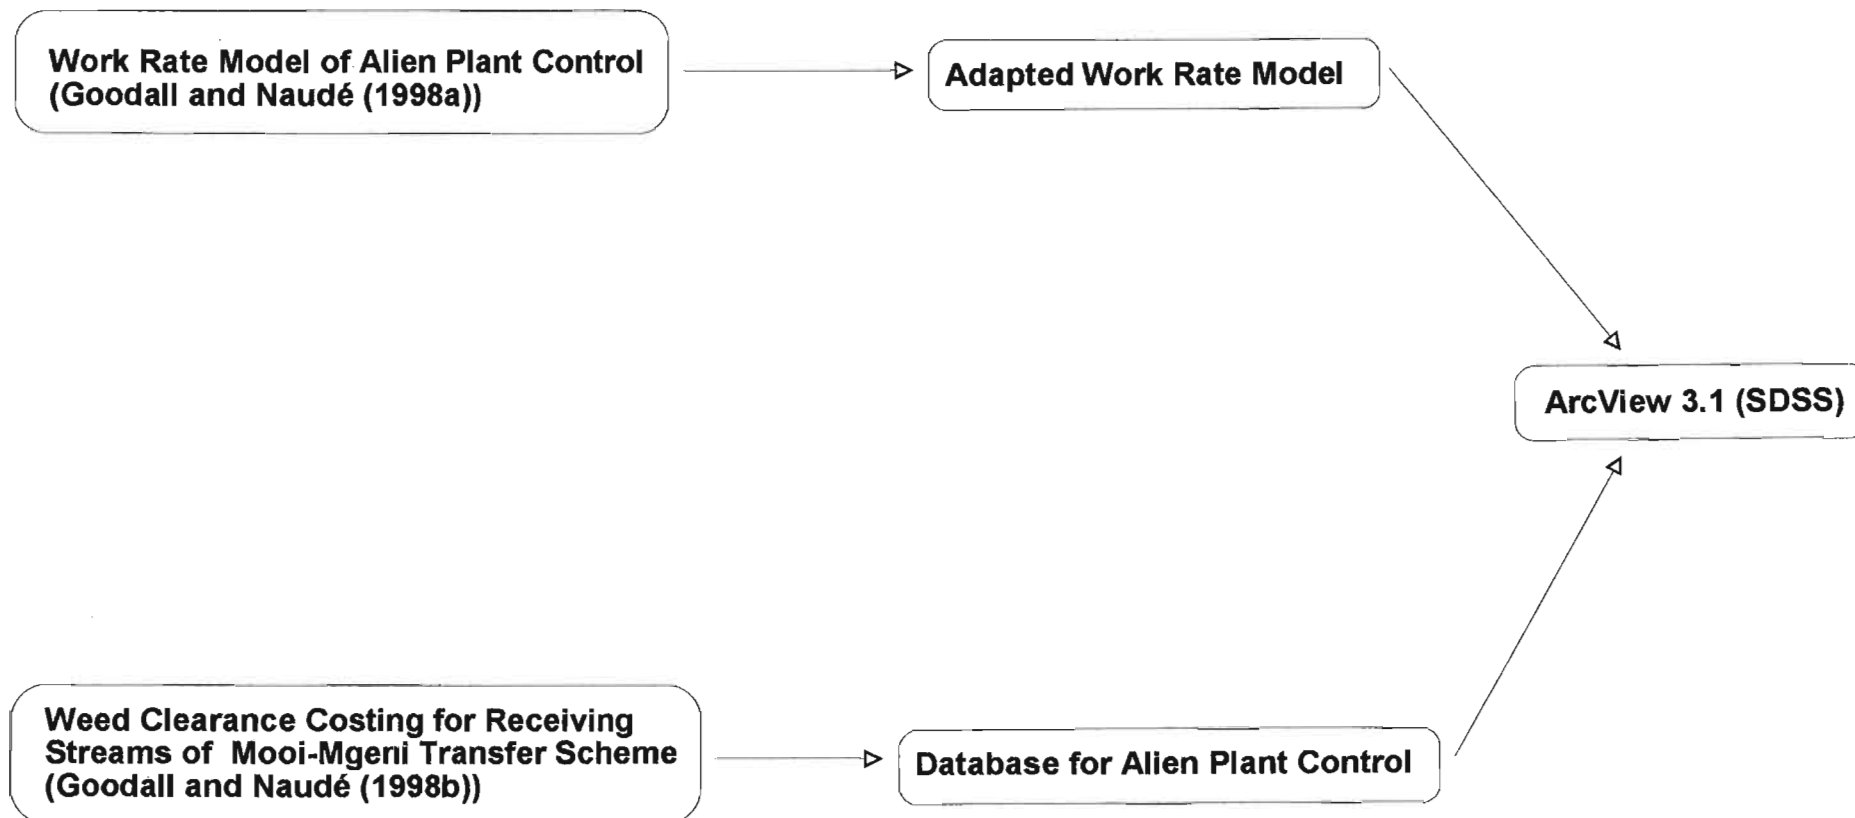 Work Rate Model of Alien Plant Control
(Goodall and Naudé (1998a))
Adapted Work Rate Model
ArcView 3.1 (SDSS)
Weed Clearance Costing for Receiving
Streams of Mooi-Mgeni Transfer Scheme
(Goodall and Naudé (1998b))
Database for Alien Plant Control